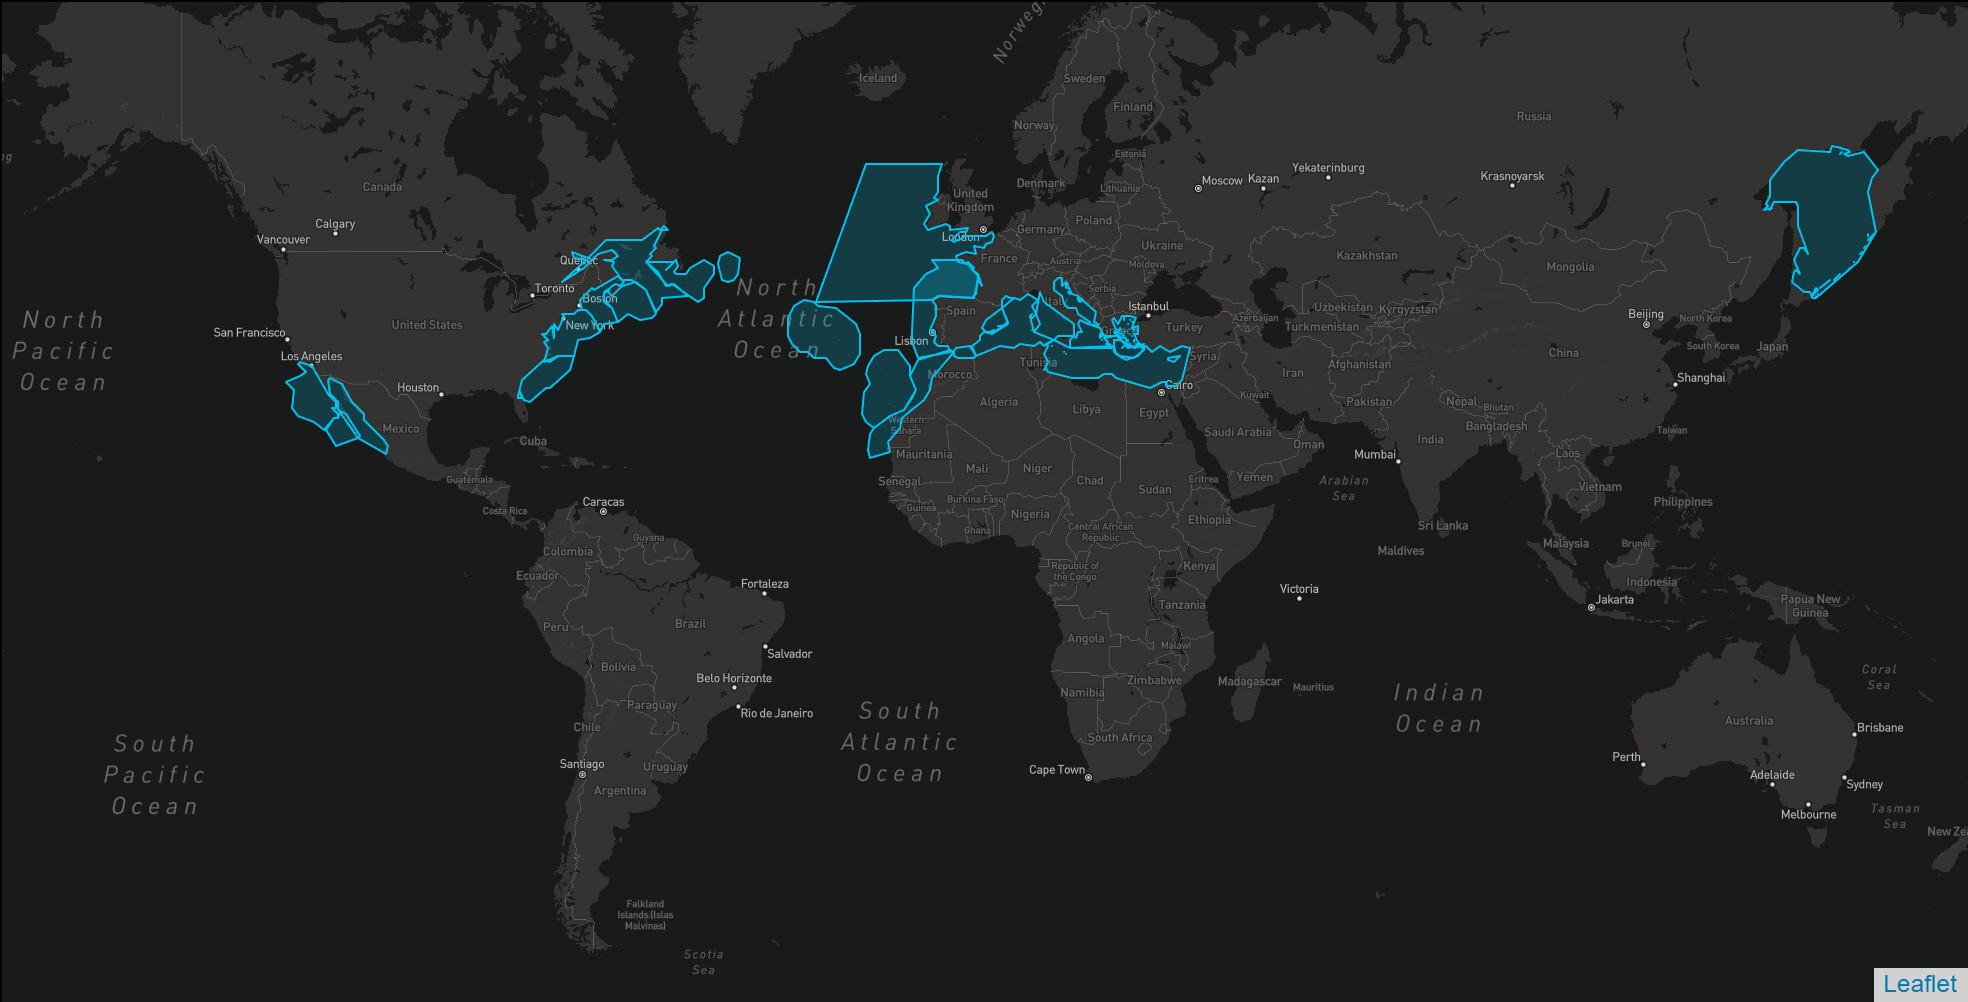 Norweg
Iceland
Sweden
Finland
Norway
Russia
Estonia
ng
Canada
Denmark
Lithuania
Moscow
Kazan
Yekaterinburg
Krasnoyarsk
United
Kingdom
Calgary
Vancouver
London
Germany
Poland
Ukraine
Quebec
France
Austria
Moldova
Kazakhstan
Mongolia
Toronto
Boston
North
Atlantic
Ocean
Serbia
Italy
Istanbul
Uzbekistan
Kyrgyzstan
Azerbaijan
Turkmenistan
Beijing
North Korea
North
Pacific
Ocean
United States
New York
San Francisco
Los Angeles
Spain
Lisbon
Greece
Turkey
South Korea
Japan
Syria
China
Tunisia
Morocco
Iran
Afghanistan
Houston
Cairo
Shanghai
Algeria
Libya
Egypt
Kuwait
Pakistan
Nepal
Bhutan
Mexico
Western
Sahara
Saudi Arabia
Bangladesh
Taiwan
Cuba
Oman
India
Mauritania
Mali
Niger
Chad
Sudan
Eritrea
Yemen
Mumbai
Arabian
Sea
Laos
Vietnam
Guatemala
Senegal
Burkina Faso
Philippines
Costa Rica
Caracas
Guinea
Nigeria
Ghana
Central African
Republic
Ethiopia
Sri Lanka
Guyana
Colombia
Maldives
Malaysia
Brunei
Ecuador
Republic of
the Congo
Kenya
Indonesia
Fortaleza
Victoria
Jakarta
Papua New
Guinea
Tanzania
Peru
Brazil
Angola
Malawi
Salvador
Bolivia
Belo Horizonte
Zimbabwe
Madagascar
Mauritius
Coral
Sea
Namibia
Indian
Ocean
Paraguay
Rio de Janeiro
South
Atlantic
Ocean
Chile
South Africa
Australia
Brisbane
South
Pacific
Ocean
Santiago
Uruguay
Argentina
Cape Town
Perth
Adelaide
Sydney
Melbourne
Tasman
Sea
New Ze
Falkland
Islands (Islas
Malvinas)
Scotia
Sea
Leaflet